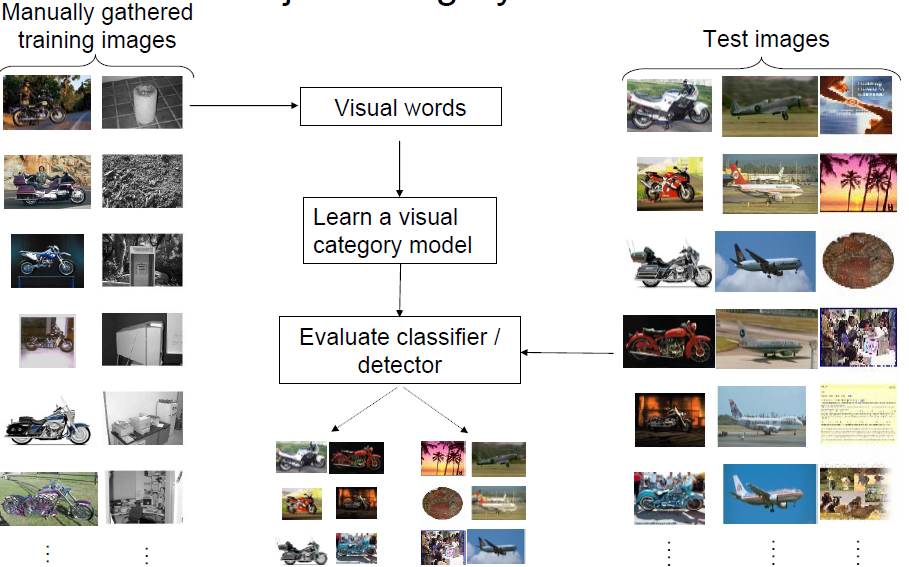 Manually gathered
training images
Test images
Visual words
Learn a visual
category model
Evaluate classifier /
detector